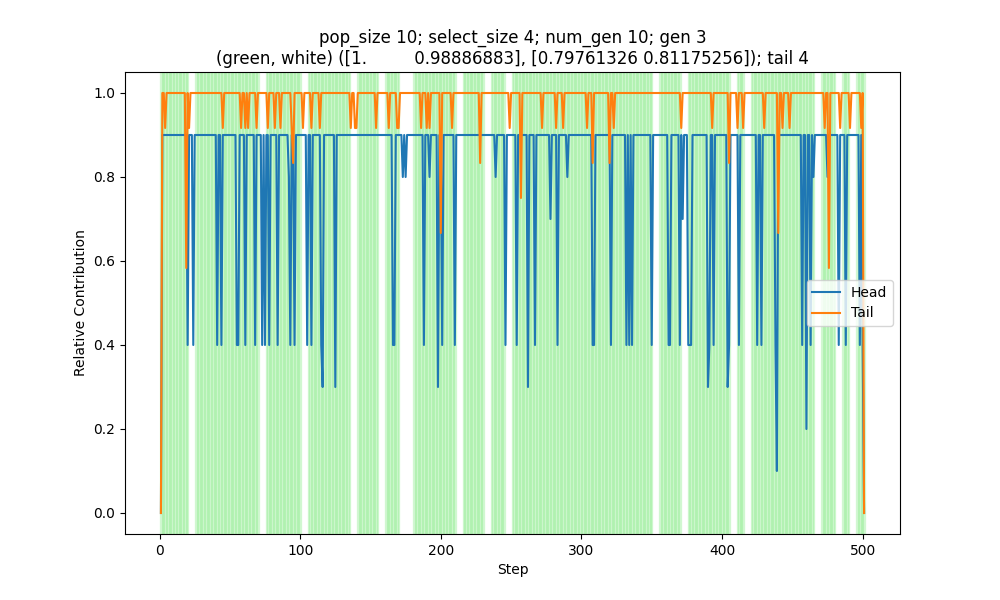 pop_size 10; select_size 4; num_gen 10; gen 3
(green, white) ([1.         0.98886883], [0.79761326 0.81175256]); tail 4
1.0
0.8
0.6
0.4
0.2
0.0
Relative Contribution
Head
Tail
0
100
200
300
400
500
Step